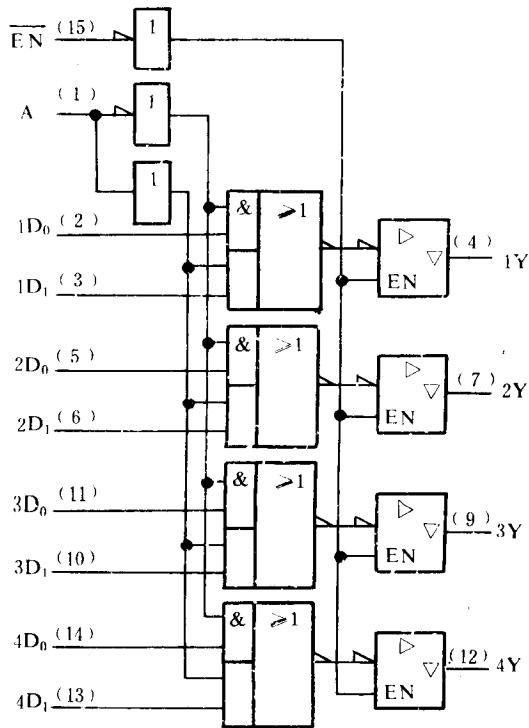 EN (15)
1
A (1)
1
1
& ≥1
1D₀ (2)
1D₁ (3)
▷
▽
EN
(4) 1Y
& ≥1
2D₀ (5)
2D₁ (6)
▷
▽
EN
(7) 2Y
& ≥1
3D₀ (11)
3D₁ (10)
▷
▽
EN
(9) 3Y
& ≥1
4D₀ (14)
4D₁ (13)
▷
▽
EN
(12) 4Y